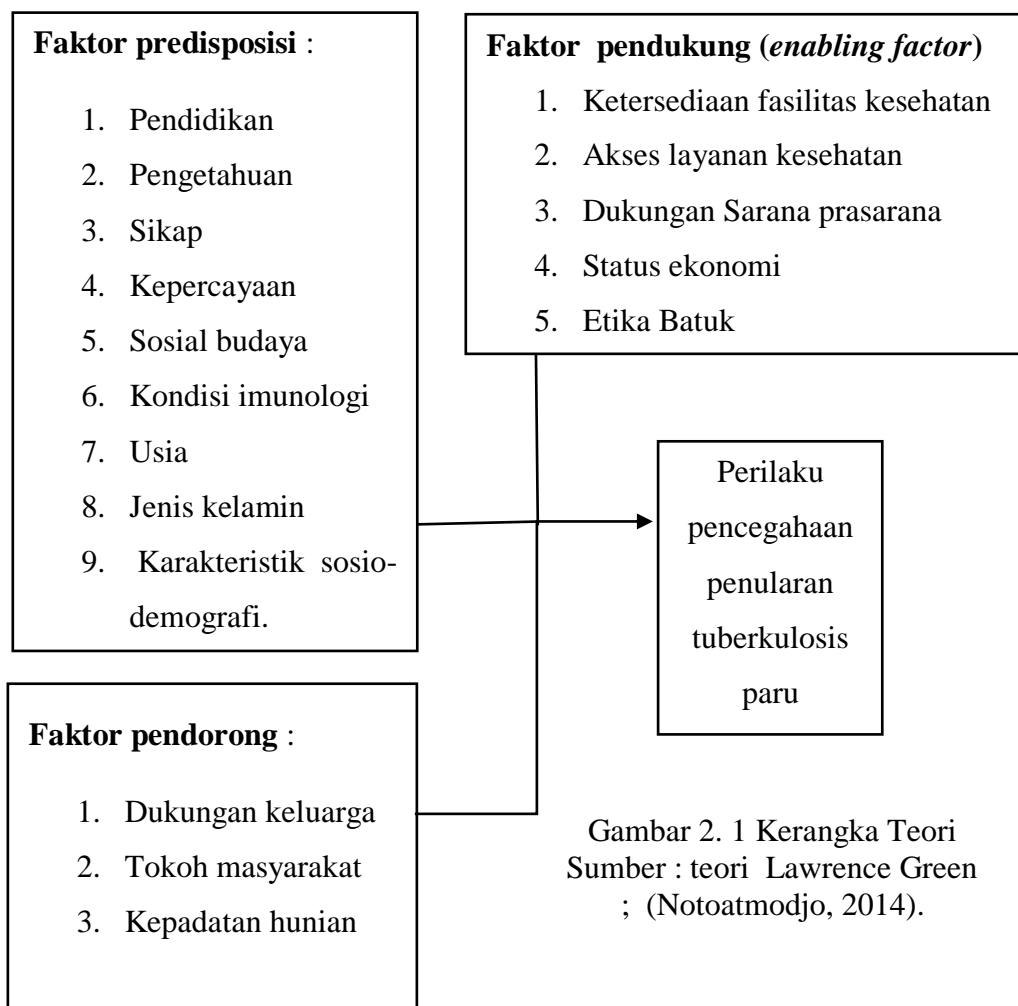 Faktor predisposisi :
1. Pendidikan
2. Pengetahuan
3. Sikap
4. Kepercayaan
5. Sosial budaya
6. Kondisi imunologi
7. Usia
8. Jenis kelamin
9. Karakteristik sosio-
demografi.
Faktor pendukung (enabling factor)
1. Ketersediaan fasilitas kesehatan
2. Akses layanan kesehatan
3. Dukungan Sarana prasarana
4. Status ekonomi
5. Etika Batuk
Perilaku
pencegahaan
penularan
tuberkulosis
paru
Faktor pendorong :
1. Dukungan keluarga
2. Tokoh masyarakat
3. Kepadatan hunian
Gambar 2. 1 Kerangka Teori
Sumber : teori Lawrence Green
; (Notoatmodjo, 2014).